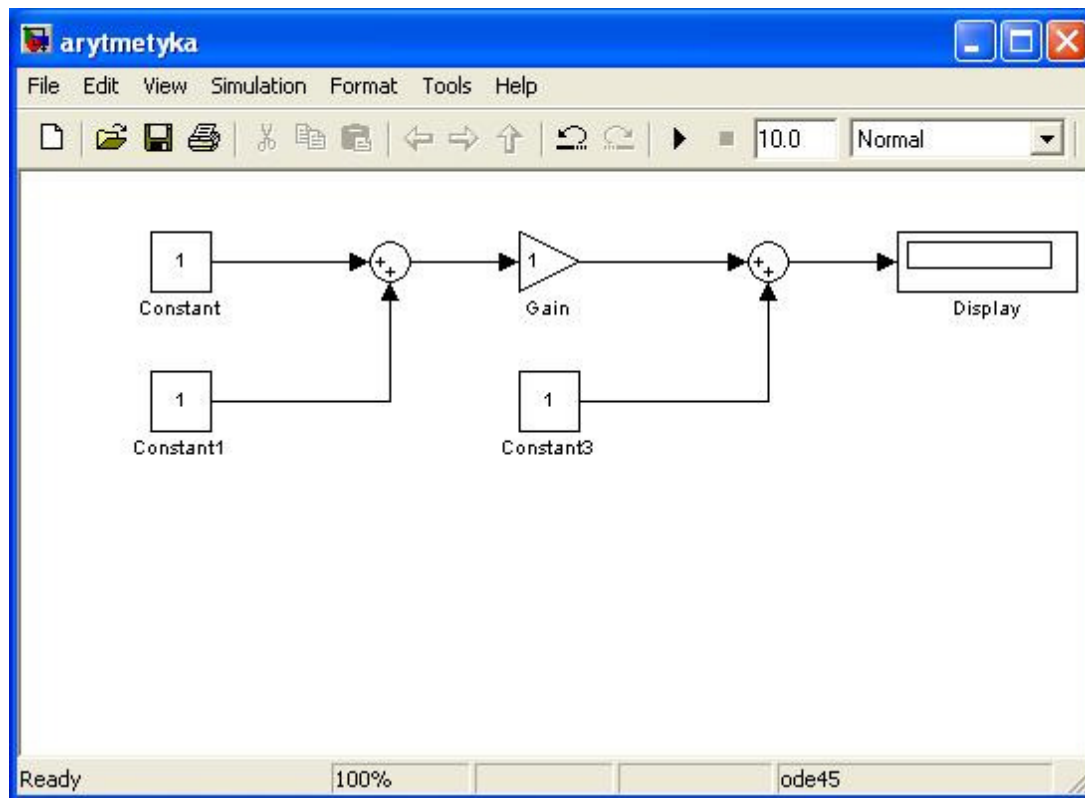 arytmetyka
File Edit View Simulation Format Tools Help
10.0 Normal
1 + + 1 + +
Constant Gain Display
1 1
Constant1 Constant3
Ready 100% ode45